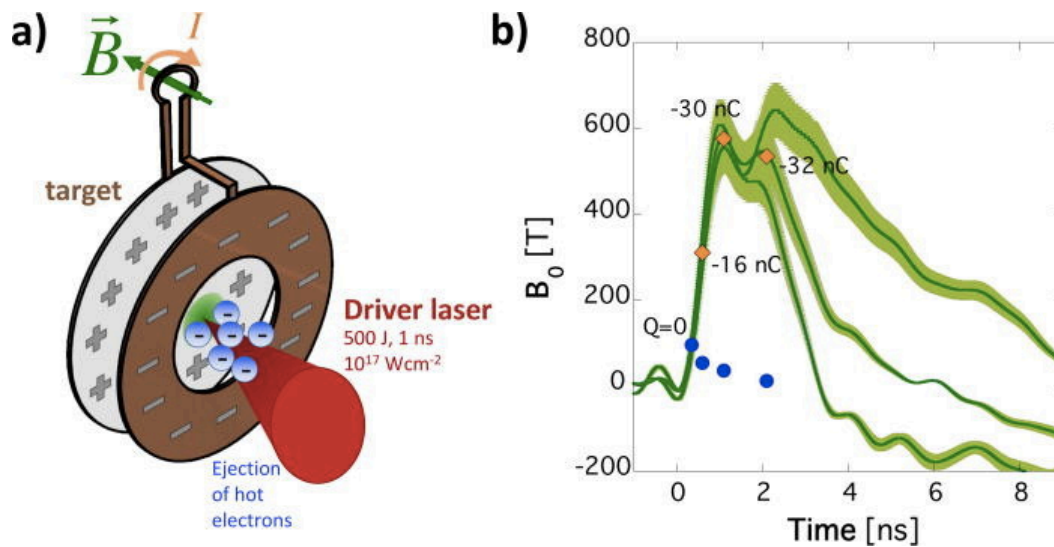 a)
I
B
target
Driver laser
500 J, 1 ns
10¹⁷ Wcm⁻²
Ejection
of hot
electrons
b)
800
600
400
200
0
-200
B₀ [T]
-30 nC
-32 nC
-16 nC
Q=0
0
2
4
6
8
Time [ns]